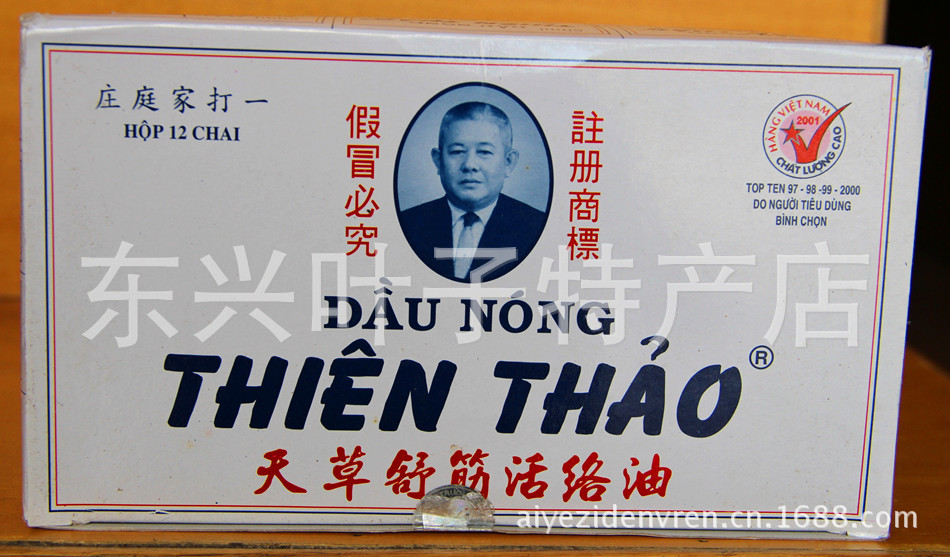 庄庭家打一
HỘP 12 CHAI
假冒必究
註册商標
HÀNG VIỆT NAM
2001
CHẤT LƯỢNG CAO
TOP TEN 97 - 98 -99 - 2000
DO NGƯỜI TIÊU DÙNG
BÌNH CHỌN
东兴叶子特产店
DẦU NÓNG
THIÊN THẢO®
天草舒筋活络油
aiyezidenvren.cn.1688.com